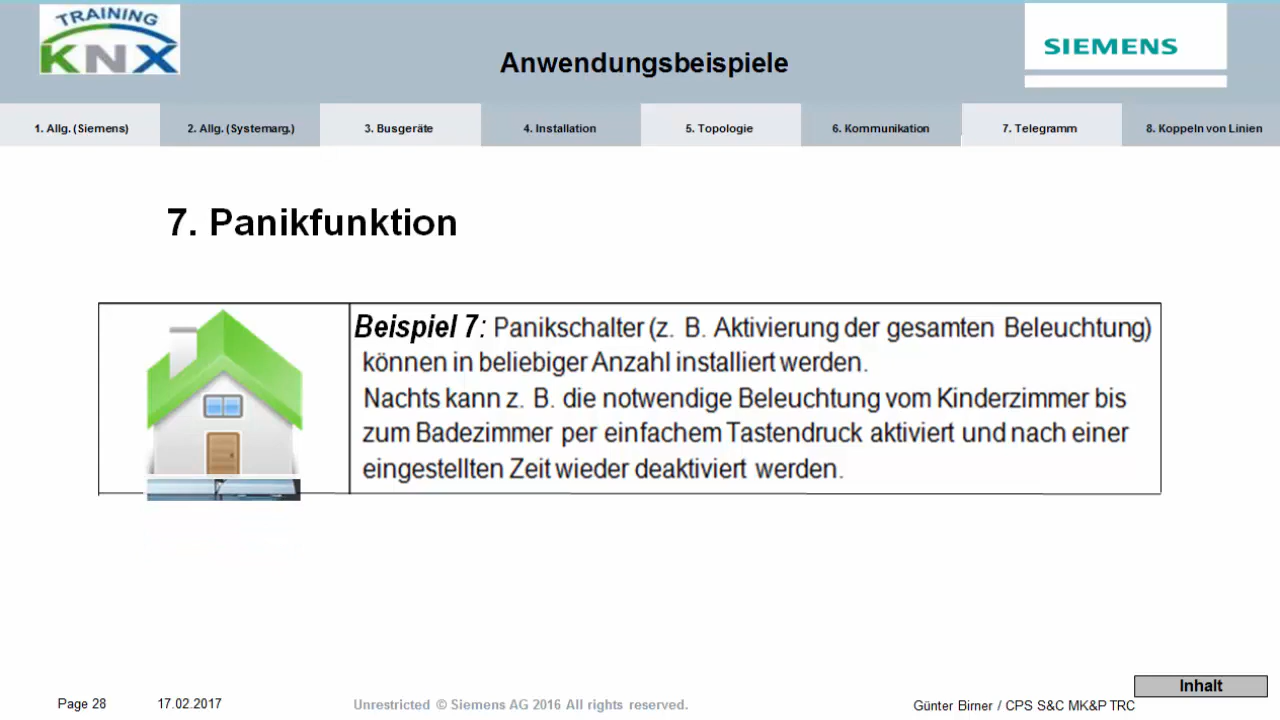 TRAINING
KNX
Anwendungsbeispiele
SIEMENS
1. Allg. (Siemens)
2. Allg. (Systemarg.)
3. Busgeräte
4. Installation
5. Topologie
6. Kommunikation
7. Telegramm
8. Koppeln von Linien
7. Panikfunktion
Beispiel 7: Panikschalter (z. B. Aktivierung der gesamten Beleuchtung)
können in beliebiger Anzahl installiert werden.
Nachts kann z. B. die notwendige Beleuchtung vom Kinderzimmer bis
zum Badezimmer per einfachem Tastendruck aktiviert und nach einer
eingestellten Zeit wieder deaktiviert werden.
Inhalt
Page 28
17.02.2017
Unrestricted © Siemens AG 2016 All rights reserved.
Günter Birner / CPS S&C MK&P TRC